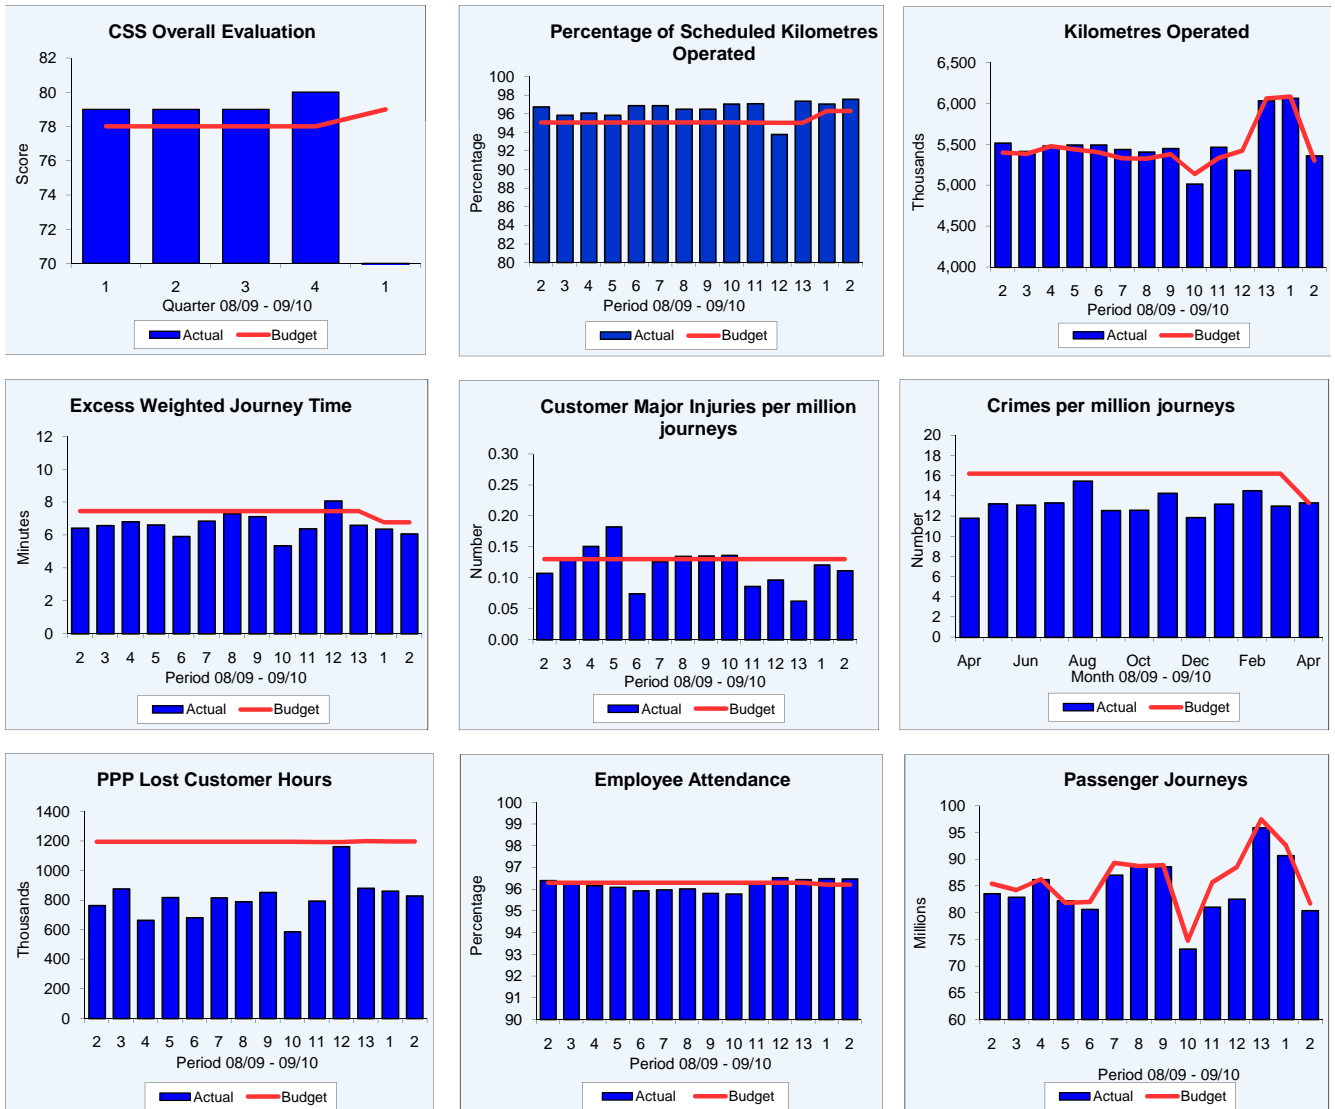 CSS Overall Evaluation
82
80
78
76
74
72
70
Score
1 2 3 4 1
Quarter 08/09 - 09/10
Actual Budget
Percentage of Scheduled Kilometres
Operated
100
98
96
94
92
90
88
86
84
82
80
Percentage
2 3 4 5 6 7 8 9 10 11 12 13 1 2
Period 08/09 - 09/10
Actual Budget
Kilometres Operated
6,500
6,000
5,500
5,000
4,500
4,000
Thousands
2 3 4 5 6 7 8 9 10 11 12 13 1 2
Period 08/09 - 09/10
Actual Budget
Excess Weighted Journey Time
12
10
8
6
4
2
0
Minutes
2 3 4 5 6 7 8 9 10 11 12 13 1 2
Period 08/09 - 09/10
Actual Budget
Customer Major Injuries per million
journeys
0.30
0.25
0.20
0.15
0.10
0.05
0.00
Number
2 3 4 5 6 7 8 9 10 11 12 13 1 2
Period 08/09 - 09/10
Actual Budget
Crimes per million journeys
20
18
16
14
12
10
8
6
4
2
0
Number
Apr Jun Aug Oct Dec Feb Apr
Month 08/09 - 09/10
Actual Budget
PPP Lost Customer Hours
1400
1200
1000
800
600
400
200
0
Thousands
2 3 4 5 6 7 8 9 10 11 12 13 1 2
Period 08/09 - 09/10
Actual Budget
Employee Attendance
100
99
98
97
96
95
94
93
92
91
90
Percentage
2 3 4 5 6 7 8 9 10 11 12 13 1 2
Period 08/09 - 09/10
Actual Budget
Passenger Journeys
100
95
90
85
80
75
70
65
60
Millions
2 3 4 5 6 7 8 9 10 11 12 13 1 2
Period 08/09 - 09/10
Actual Budget